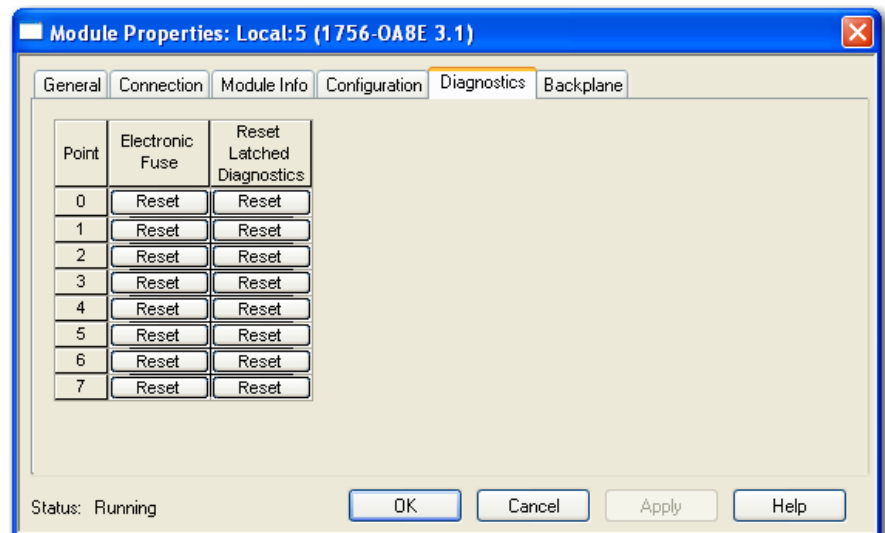 Module Properties: Local:5 (1756-OA8E 3.1)
General Connection Module Info Configuration Diagnostics Backplane
Point Electronic Fuse Reset Latched Diagnostics
0 Reset Reset
1 Reset Reset
2 Reset Reset
3 Reset Reset
4 Reset Reset
5 Reset Reset
6 Reset Reset
7 Reset Reset
Status: Running OK Cancel Apply Help